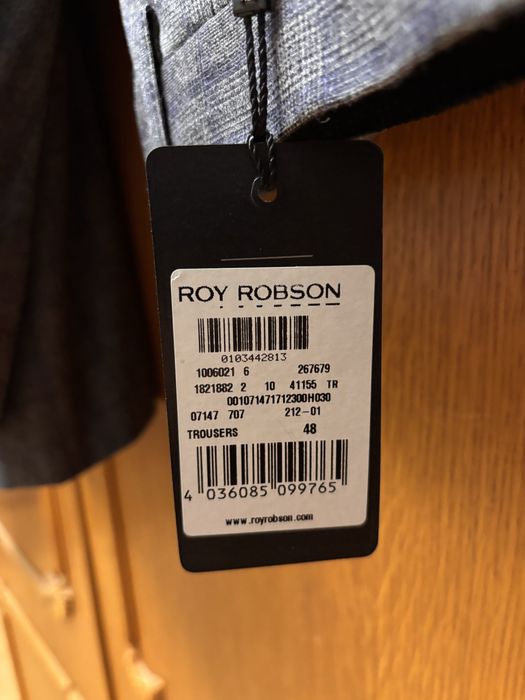 ROY ROBSON
0103442813
1006021 6 267679
1821882 2 10 41155 TR
001071471712300H030
07147 707 212-01
TROUSERS 48
4 036085 099765
www.royrobson.com